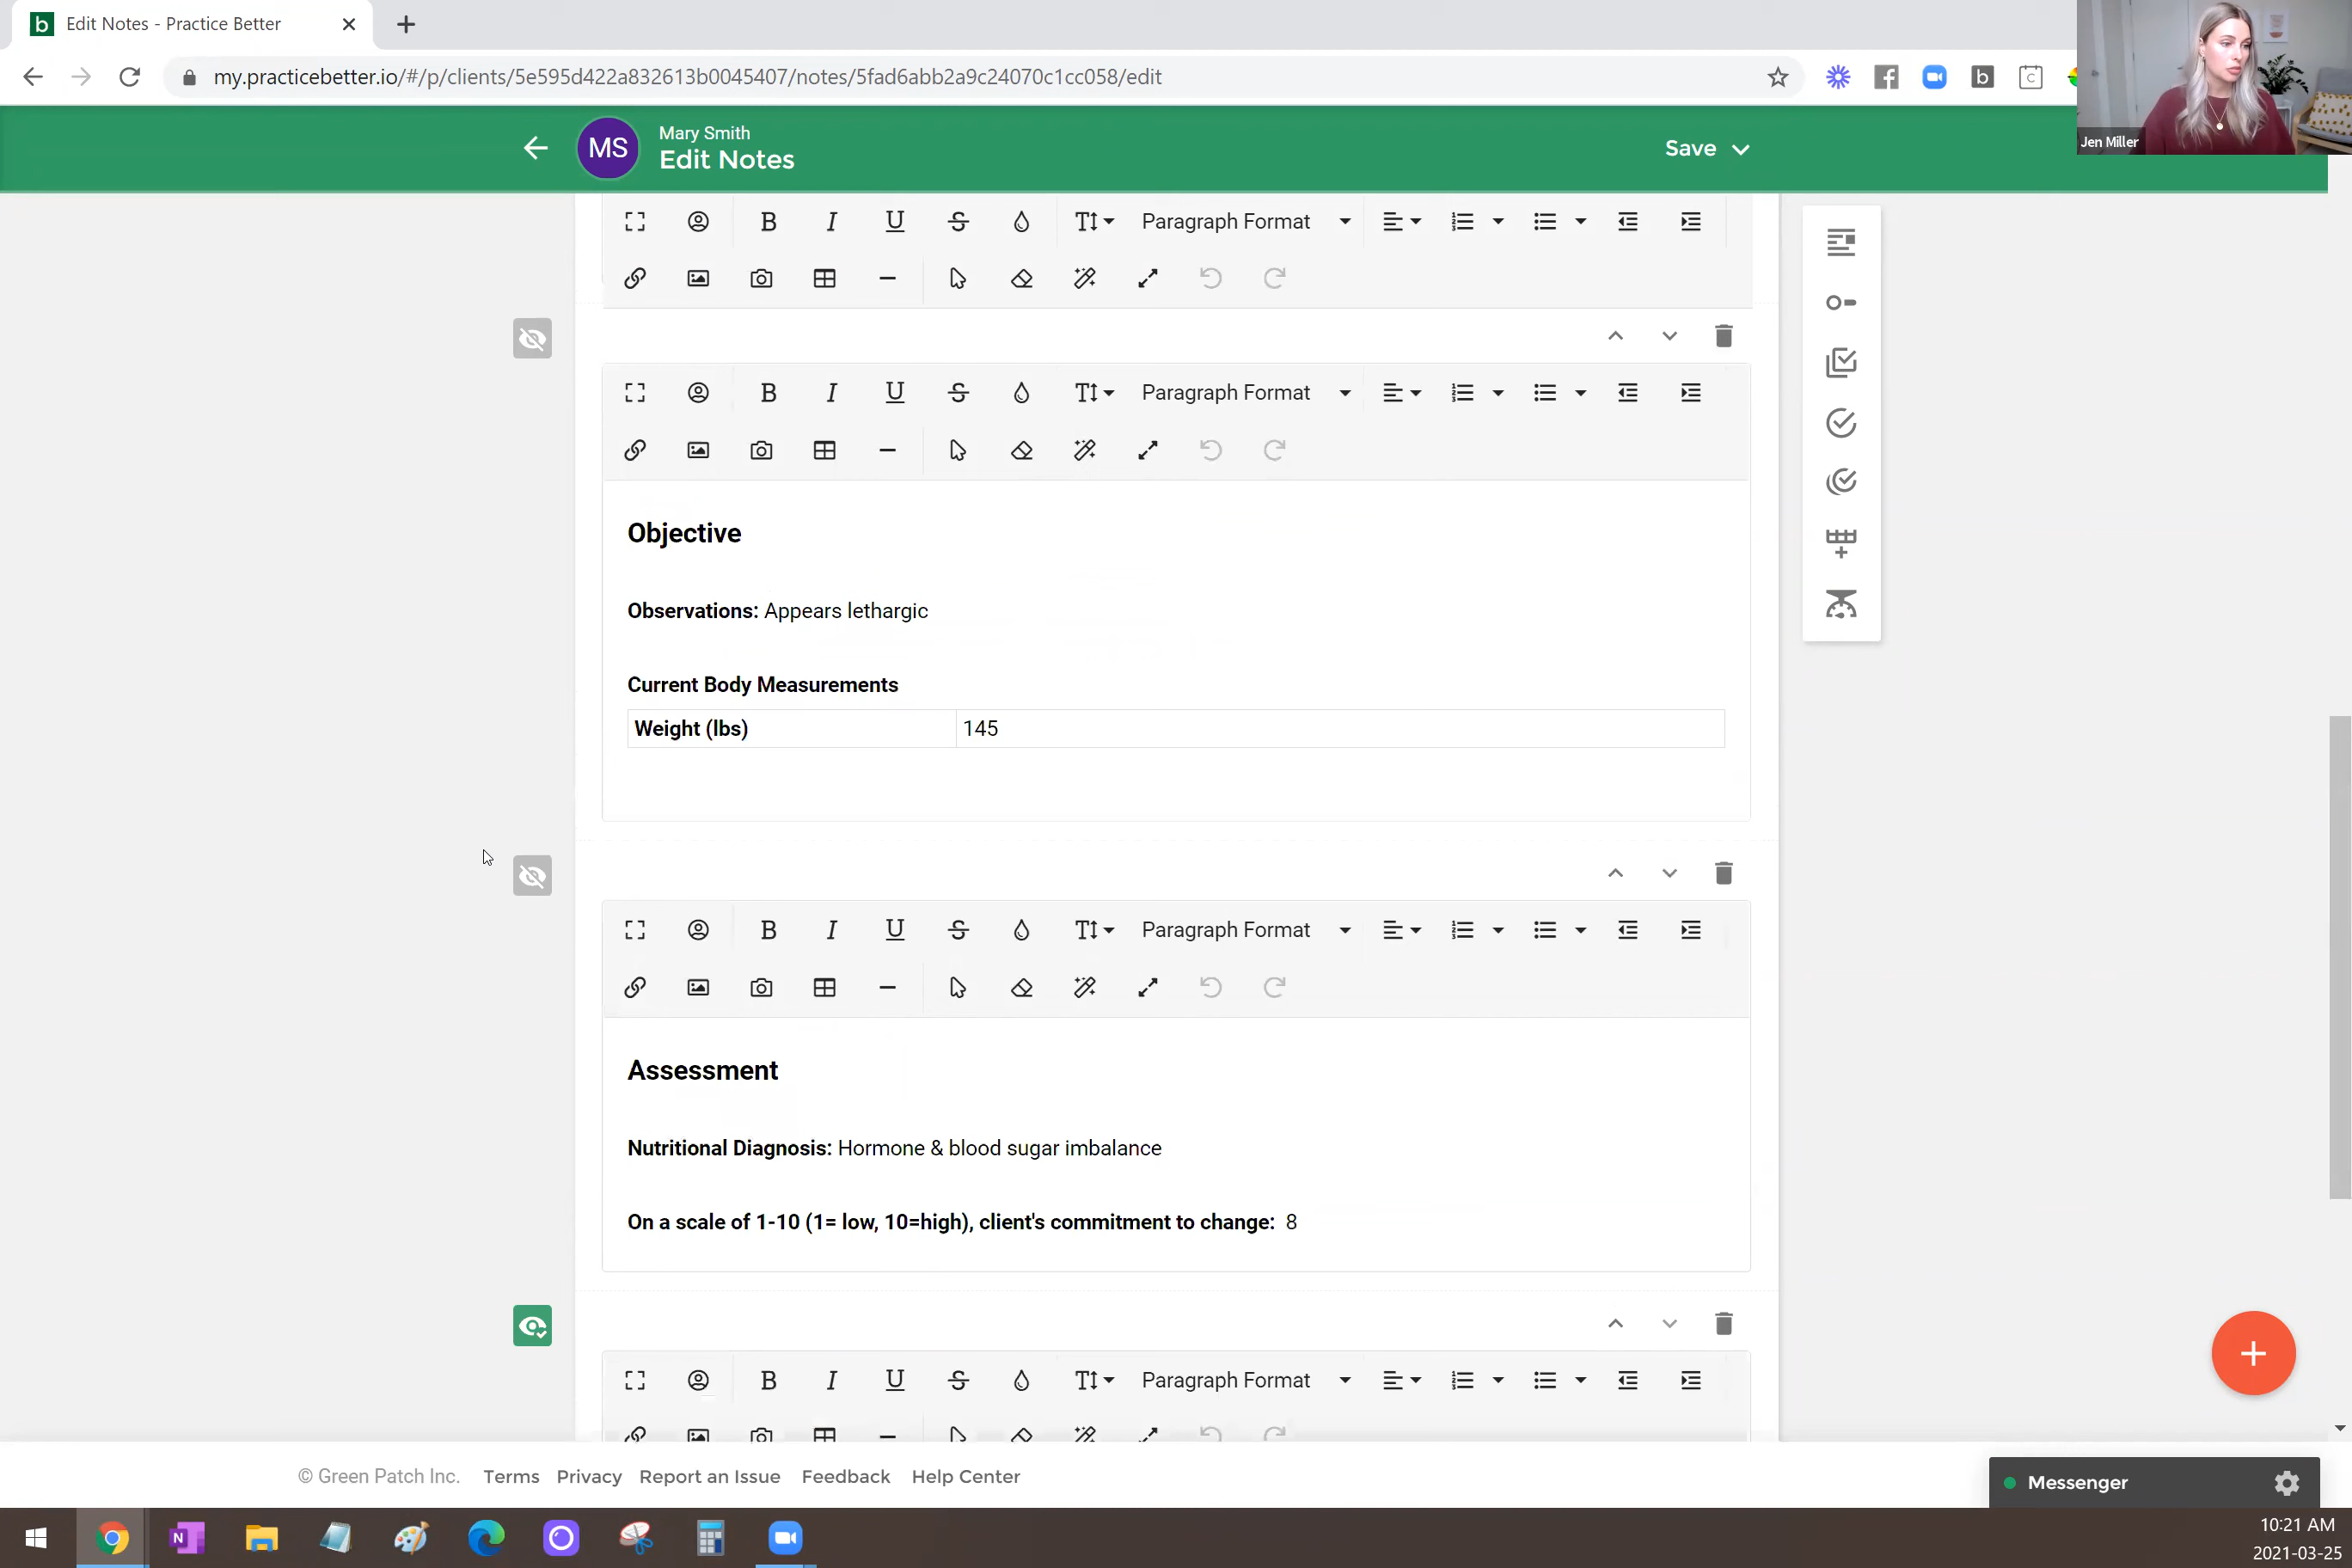 b Edit Notes - Practice Better
my.practicebetter.io/#/p/clients/5e595d422a832613b0045407/notes/5fad6abb2a9c24070c1cc058/edit
b
C
Jen Miller
MS
Mary Smith
Edit Notes
Save
B I U S Paragraph Format
B I U S Paragraph Format
Objective
Observations: Appears lethargic
Current Body Measurements
Weight (lbs) 145
B I U S Paragraph Format
Assessment
Nutritional Diagnosis: Hormone & blood sugar imbalance
On a scale of 1-10 (1= low, 10=high), client's commitment to change: 8
B I U S Paragraph Format
© Green Patch Inc. Terms Privacy Report an Issue Feedback Help Center
Messenger
N
10:21 AM
2021-03-25